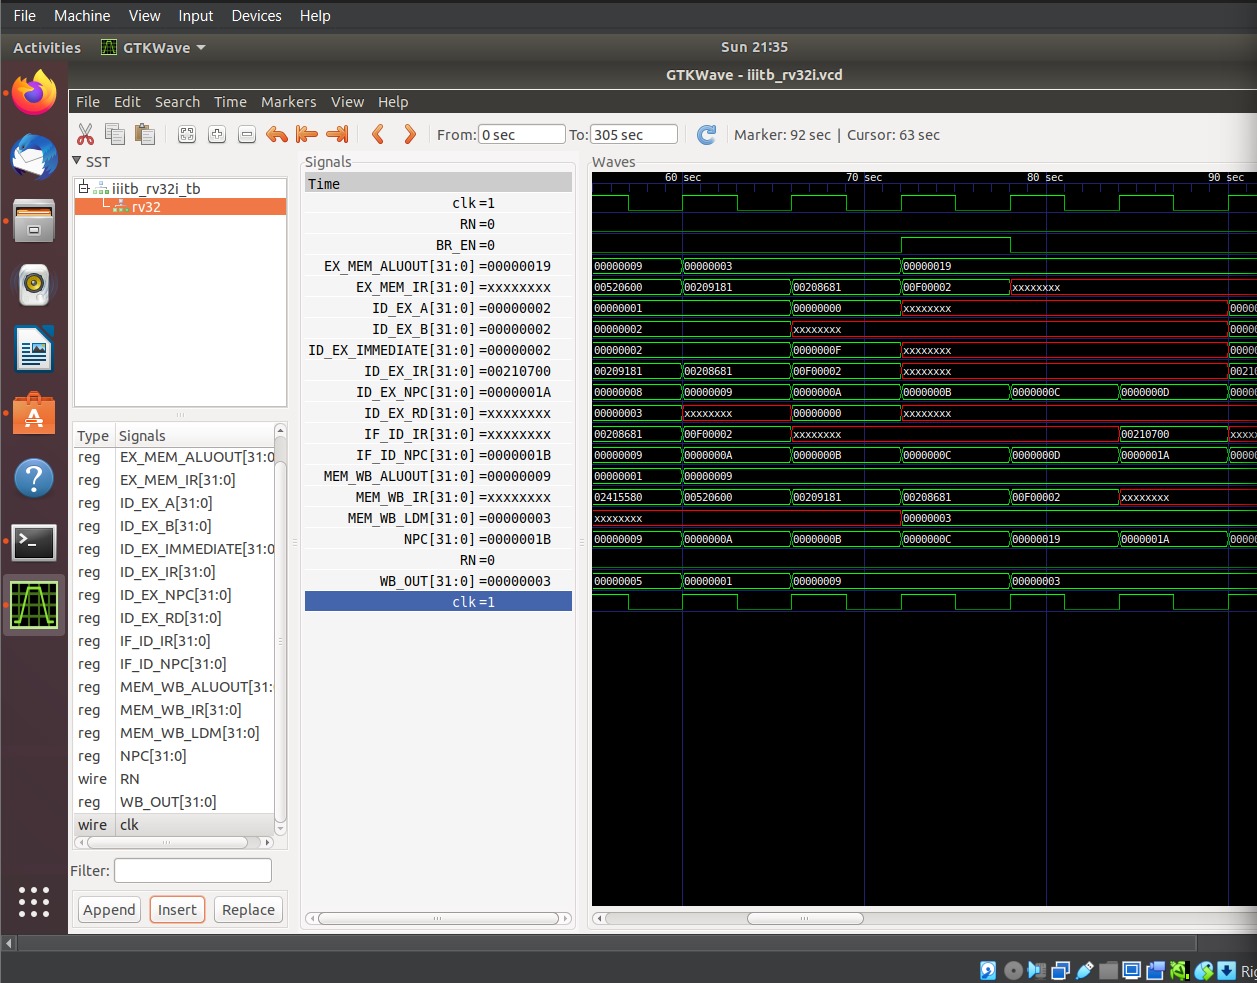 File Machine View Input Devices Help
Activities GTKWave Sun 21:35
GTKWave - iiitb_rv32i.vcd
File Edit Search Time Markers View Help
From: 0 sec To: 305 sec Marker: 92 sec | Cursor: 63 sec
SST
iiitb_rv32i_tb
rv32
Type Signals
reg EX_MEM_ALUOUT[31:0
reg EX_MEM_IR[31:0]
reg ID_EX_A[31:0]
reg ID_EX_B[31:0]
reg ID_EX_IMMEDIATE[31:0
reg ID_EX_IR[31:0]
reg ID_EX_NPC[31:0]
reg ID_EX_RD[31:0]
reg IF_ID_IR[31:0]
reg IF_ID_NPC[31:0]
reg MEM_WB_ALUOUT[31:
reg MEM_WB_IR[31:0]
reg MEM_WB_LDM[31:0]
reg NPC[31:0]
wire RN
reg WB_OUT[31:0]
wire clk
Filter:
Append Insert Replace
Signals
Time
clk=1
RN=0
BR_EN=0
EX_MEM_ALUOUT[31:0]=00000019
EX_MEM_IR[31:0]=xxxxxxxx
ID_EX_A[31:0]=00000002
ID_EX_B[31:0]=00000002
ID_EX_IMMEDIATE[31:0]=00000002
ID_EX_IR[31:0]=00210700
ID_EX_NPC[31:0]=0000001A
ID_EX_RD[31:0]=xxxxxxxx
IF_ID_IR[31:0]=xxxxxxxx
IF_ID_NPC[31:0]=0000001B
MEM_WB_ALUOUT[31:0]=00000009
MEM_WB_IR[31:0]=xxxxxxxx
MEM_WB_LDM[31:0]=00000003
NPC[31:0]=0000001B
RN=0
WB_OUT[31:0]=00000003
clk=1
Waves
60 sec 70 sec 80 sec 90 sec
00000009 00000003 00000019
00520600 00209181 00208681 00F00002 xxxxxxxx
00000001 00000000 xxxxxxxx 0000
00000002 xxxxxxxx 0000
00000002 0000000F xxxxxxxx 0000
00209181 00208681 00F00002 xxxxxxxx 0021
00000008 00000009 0000000A 0000000B 0000000C 0000000D 0000
00000003 xxxxxxxx 00000000 xxxxxxxx
00208681 00F00002 xxxxxxxx 00210700 xxxx
00000009 0000000A 0000000B 0000000C 0000000D 0000001A 0000
00000001 00000009
02415580 00520600 00209181 00208681 00F00002 xxxxxxxx
xxxxxxxx 00000003
00000009 0000000A 0000000B 0000000C 00000019 0000001A 0000
00000005 00000001 00000009 00000003